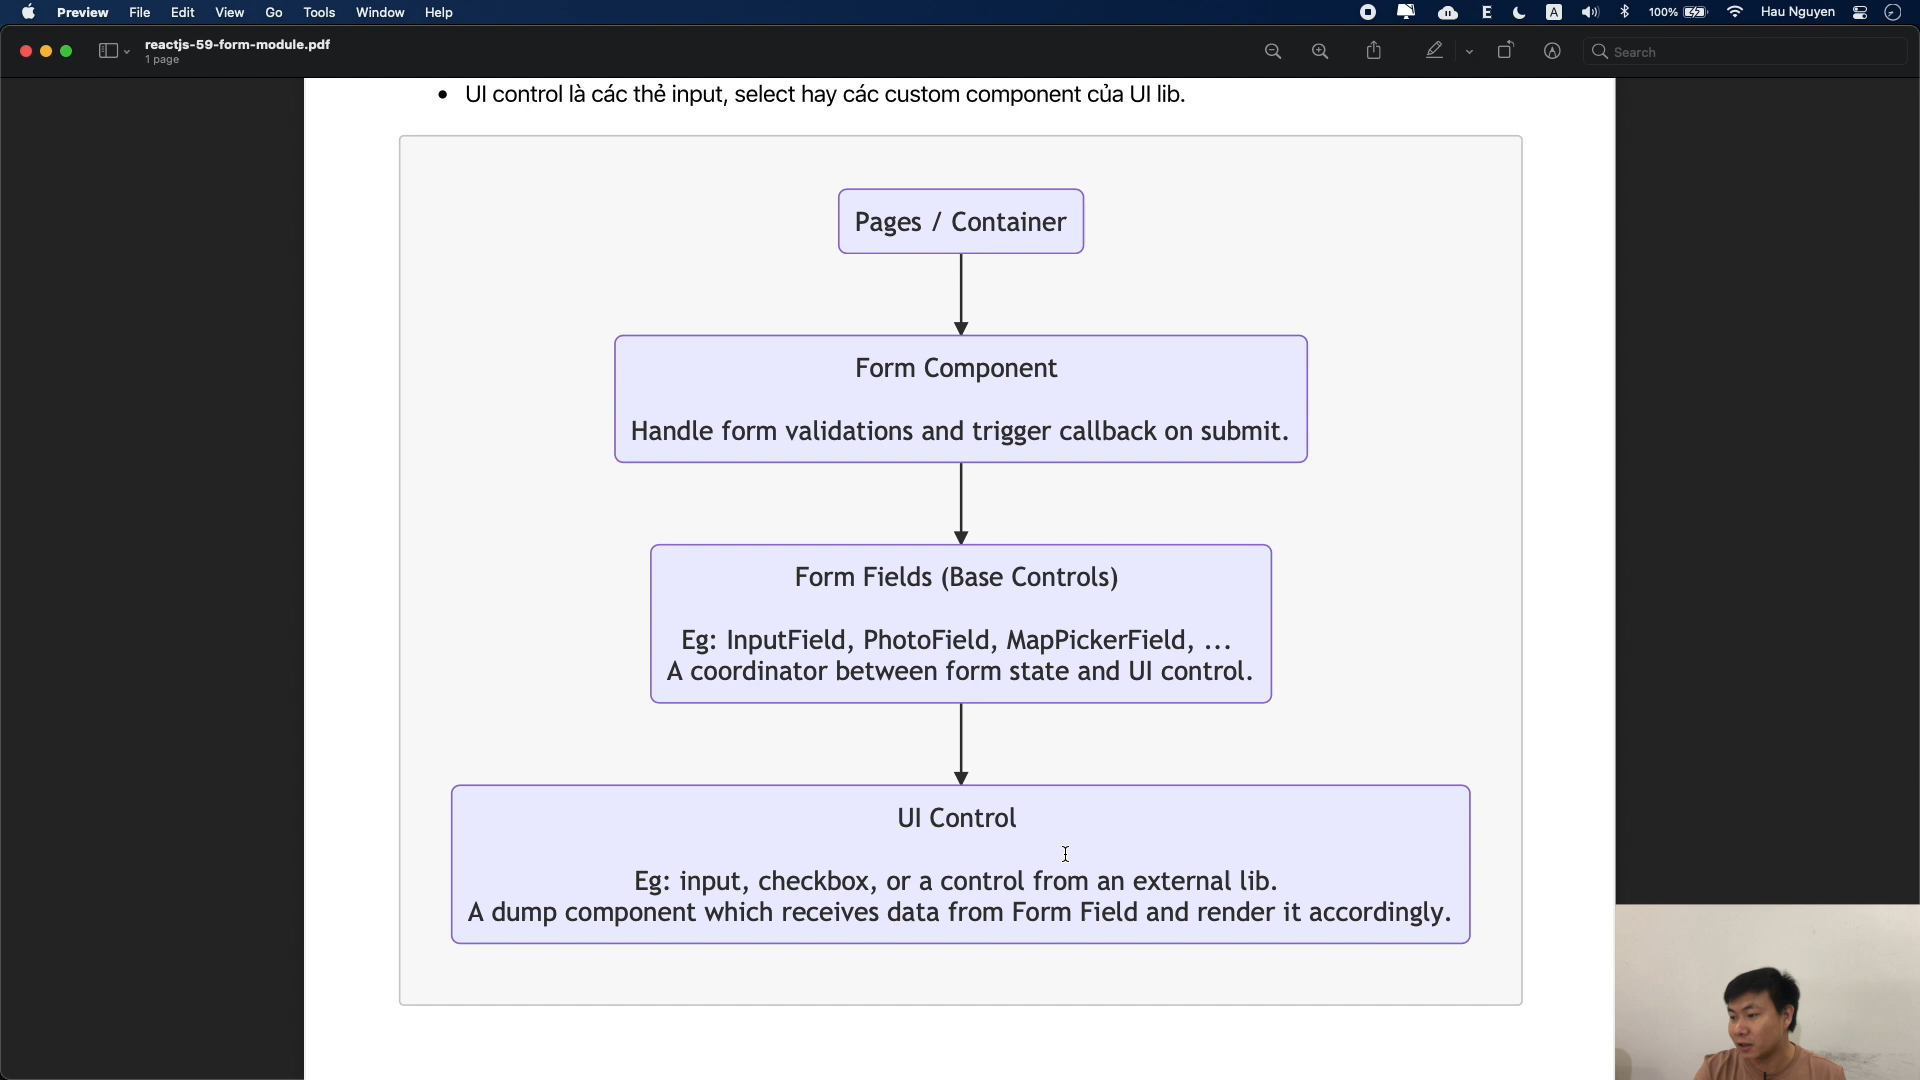 Preview File Edit View Go Tools Window Help
E A 100% Hau Nguyen
reactjs-59-form-module.pdf
1 page
Search
• UI control là các thẻ input, select hay các custom component của UI lib.
Pages / Container
Form Component
Handle form validations and trigger callback on submit.
Form Fields (Base Controls)
Eg: InputField, PhotoField, MapPickerField, ...
A coordinator between form state and UI control.
UI Control
Eg: input, checkbox, or a control from an external lib.
A dump component which receives data from Form Field and render it accordingly.